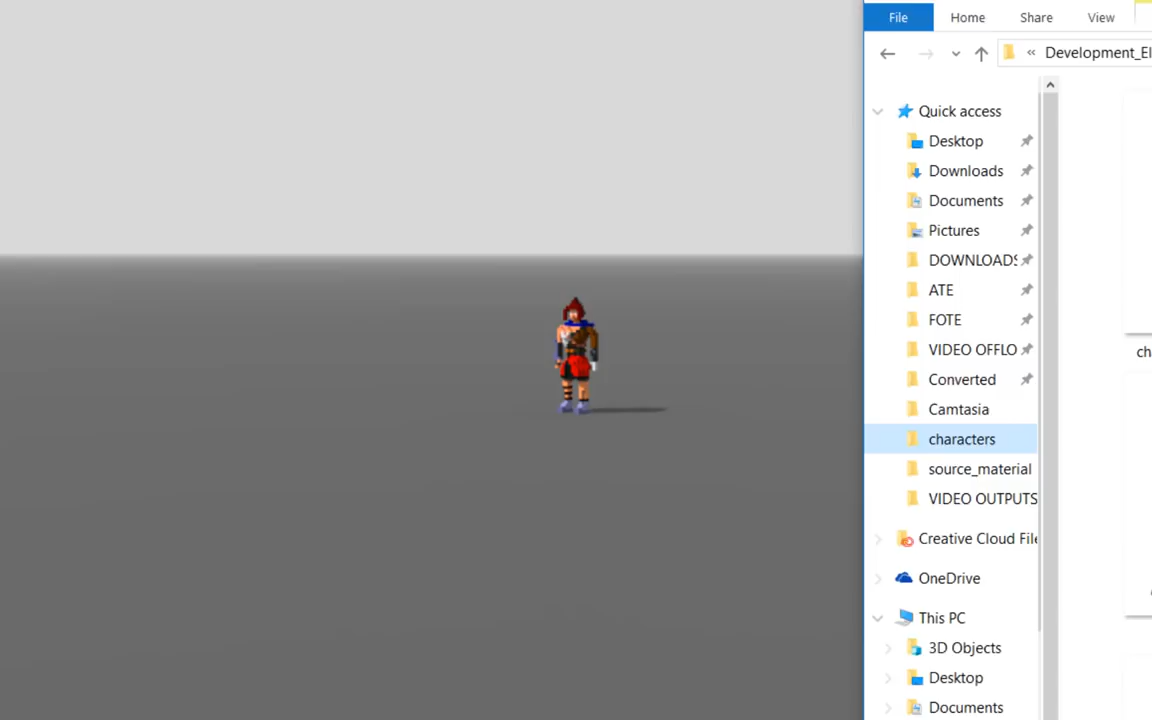 File Home Share View
« Development_El
Quick access
Desktop
Downloads
Documents
Pictures
DOWNLOADS
ATE
FOTE
VIDEO OFFLO
Converted
Camtasia
characters
source_material
VIDEO OUTPUTS
Creative Cloud File
OneDrive
This PC
3D Objects
Desktop
Documents
ch